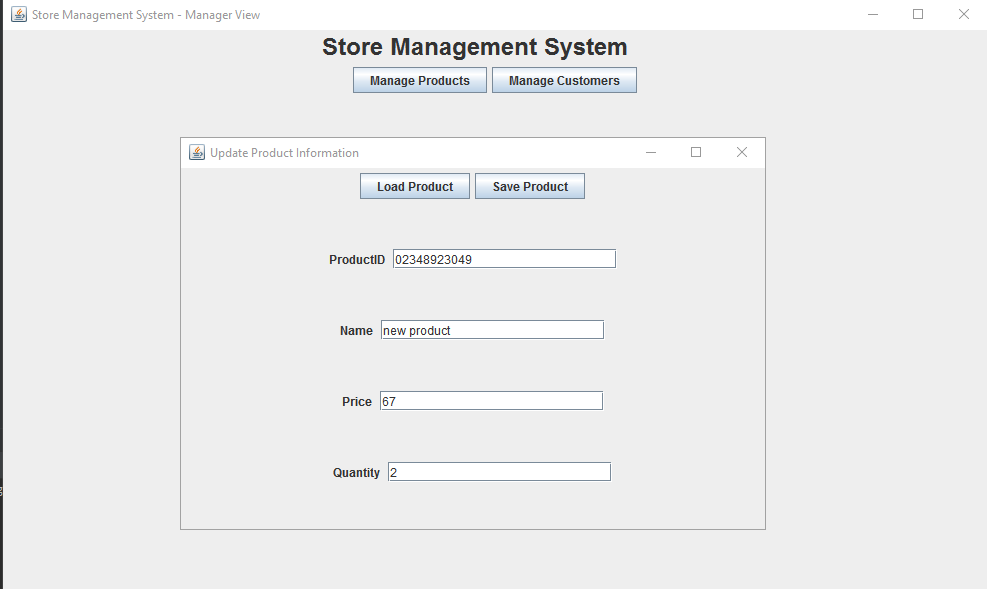 Store Management System - Manager View
Store Management System
Manage Products Manage Customers
Update Product Information
Load Product Save Product
ProductID 02348923049
Name new product
Price 67
Quantity 2